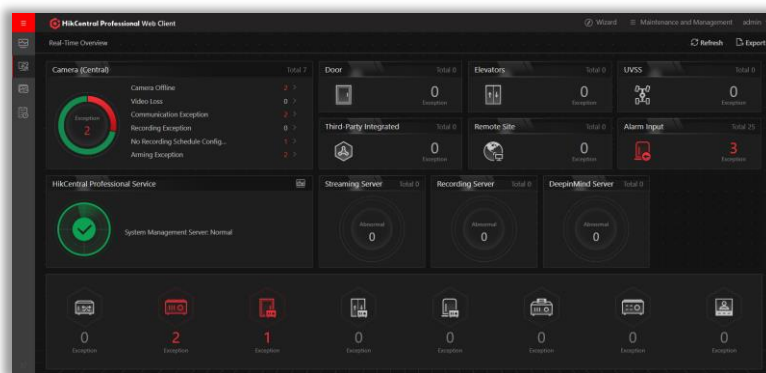 HikCentral Professional Web Client
Wizard
Maintenance and Management
admin
Real-Time Overview
Refresh
Export
Camera (Central)
Total 7
Exception
2
Camera Offline 2
Video Loss 0
Communication Exception 2
Recording Exception 0
No Recording Schedule Config... 1
Arming Exception 2
Door
Total 0
0
Exception
Elevators
Total 0
0
Exception
UVSS
Total 0
0
Exception
Third-Party Integrated
Total 0
0
Exception
Remote Site
Total 0
0
Exception
Alarm Input
Total 25
3
Exception
HikCentral Professional Service
System Management Server: Normal
Streaming Server
Total 0
Abnormal
0
Recording Server
Total 0
Abnormal
0
DeepinMind Server
Total 0
Abnormal
0
0
Exception
2
Exception
1
Exception
0
Exception
0
Exception
0
Exception
0
Exception
0
Exception